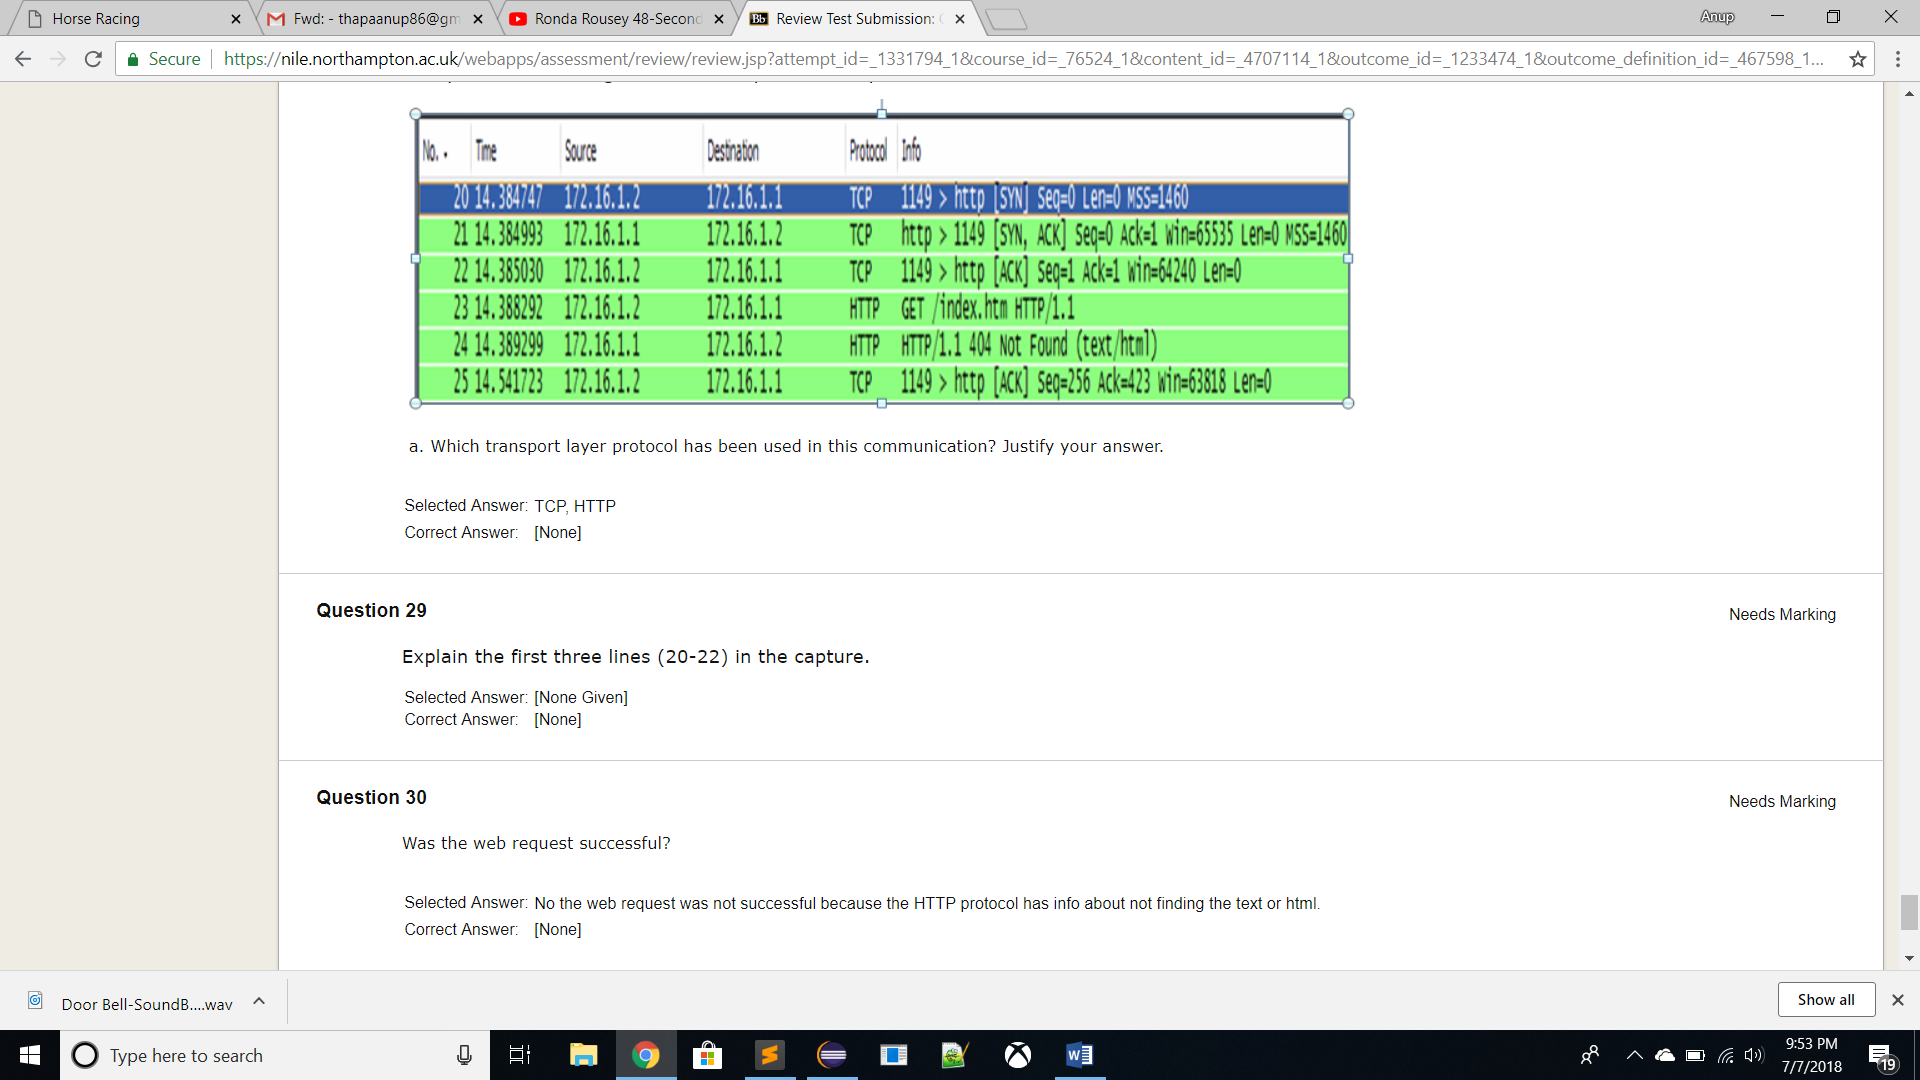 Horse Racing
Fwd: - thapaanup86@gm
Ronda Rousey 48-Second
Bb Review Test Submission:
Anup
Secure https://nile.northampton.ac.uk/webapps/assessment/review/review.jsp?attempt_id=_1331794_1&course_id=_76524_1&content_id=_4707114_1&outcome_id=_1233474_1&outcome_definition_id=_467598_1...
No. Time Source Destination Protocol Info
20 14.384747 172.16.1.2 172.16.1.1 TCP 1149 > http [SYN] Seq=0 Len=0 MSS=1460
21 14.384993 172.16.1.1 172.16.1.2 TCP http > 1149 [SYN, ACK] Seq=0 Ack=1 Win=65535 Len=0 MSS=1460
22 14.385030 172.16.1.2 172.16.1.1 TCP 1149 > http [ACK] Seq=1 Ack=1 Win=64240 Len=0
23 14.388292 172.16.1.2 172.16.1.1 HTTP GET /index.htm HTTP/1.1
24 14.389299 172.16.1.1 172.16.1.2 HTTP HTTP/1.1 404 Not Found (text/html)
25 14.541723 172.16.1.2 172.16.1.1 TCP 1149 > http [ACK] Seq=256 Ack=423 Win=63818 Len=0
a. Which transport layer protocol has been used in this communication? Justify your answer.
Selected Answer: TCP, HTTP
Correct Answer: [None]
Question 29
Needs Marking
Explain the first three lines (20-22) in the capture.
Selected Answer: [None Given]
Correct Answer: [None]
Question 30
Needs Marking
Was the web request successful?
Selected Answer: No the web request was not successful because the HTTP protocol has info about not finding the text or html.
Correct Answer: [None]
Door Bell-SoundB....wav
Show all
Type here to search
9:53 PM
7/7/2018
19